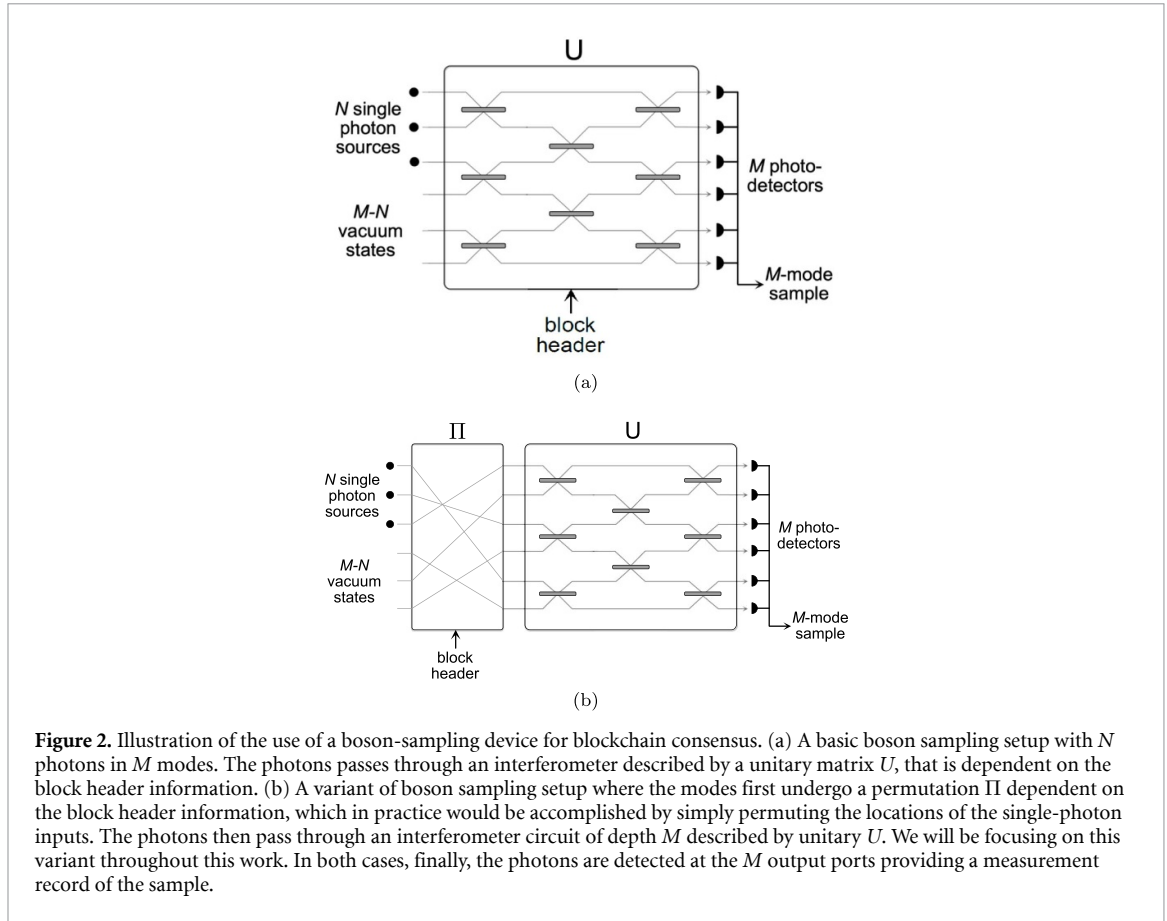 U
N single
photon
sources
M-N
vacuum
states
M photo-
detectors
M-mode
sample
block
header
(a)
Π
U
N single
photon
sources
M-N
vacuum
states
M photo-
detectors
M-mode
sample
block
header
(b)
Figure 2. Illustration of the use of a boson-sampling device for blockchain consensus. (a) A basic boson sampling setup with N
photons in M modes. The photons passes through an interferometer described by a unitary matrix U, that is dependent on the
block header information. (b) A variant of boson sampling setup where the modes first undergo a permutation Π dependent on
the block header information, which in practice would be accomplished by simply permuting the locations of the single-photon
inputs. The photons then pass through an interferometer circuit of depth M described by unitary U. We will be focusing on this
variant throughout this work. In both cases, finally, the photons are detected at the M output ports providing a measurement
record of the sample.